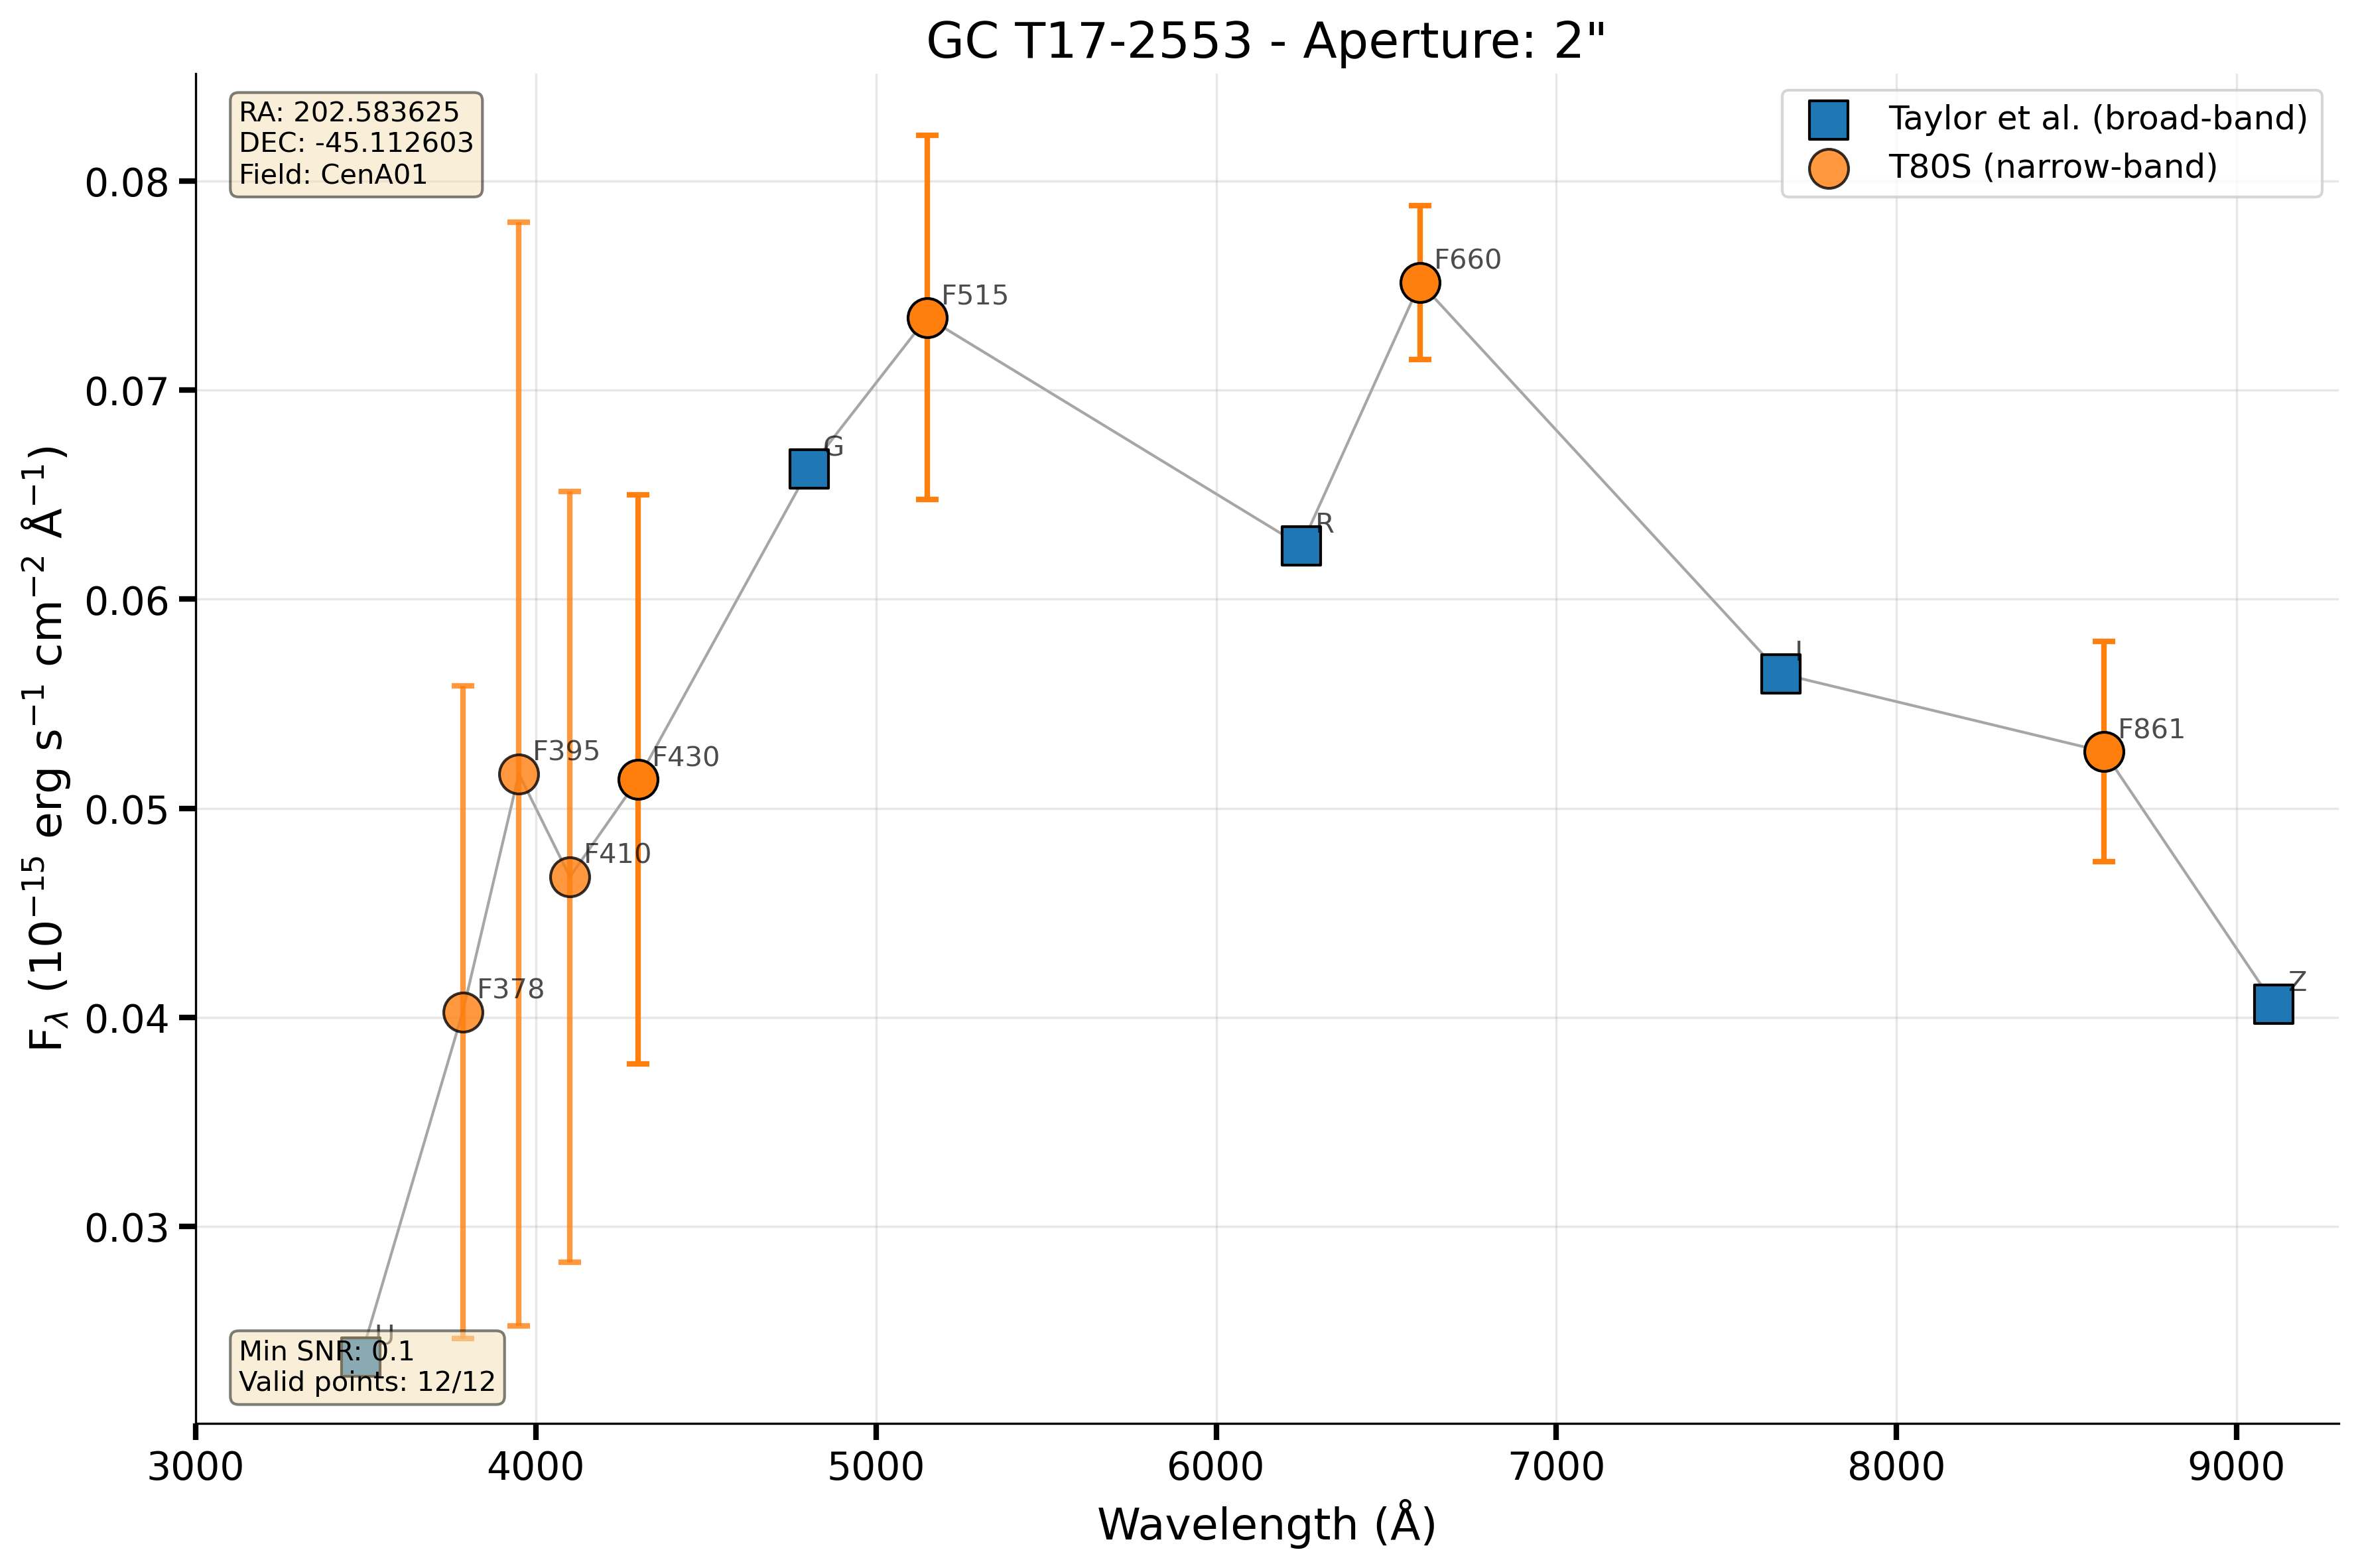 GC T17-2553 - Aperture: 2"
RA: 202.583625
DEC: -45.112603
Field: CenA01
Taylor et al. (broad-band)
T80S (narrow-band)
0.08
0.07
0.06
0.05
0.04
0.03
F660
F515
G
R
I
F395
F430
F861
F410
F378
Z
U
Min SNR: 0.1
Valid points: 12/12
3000
4000
5000
6000
7000
8000
9000
Wavelength (Å)
Fλ (10⁻¹⁵ erg s⁻¹ cm⁻² Å⁻¹)